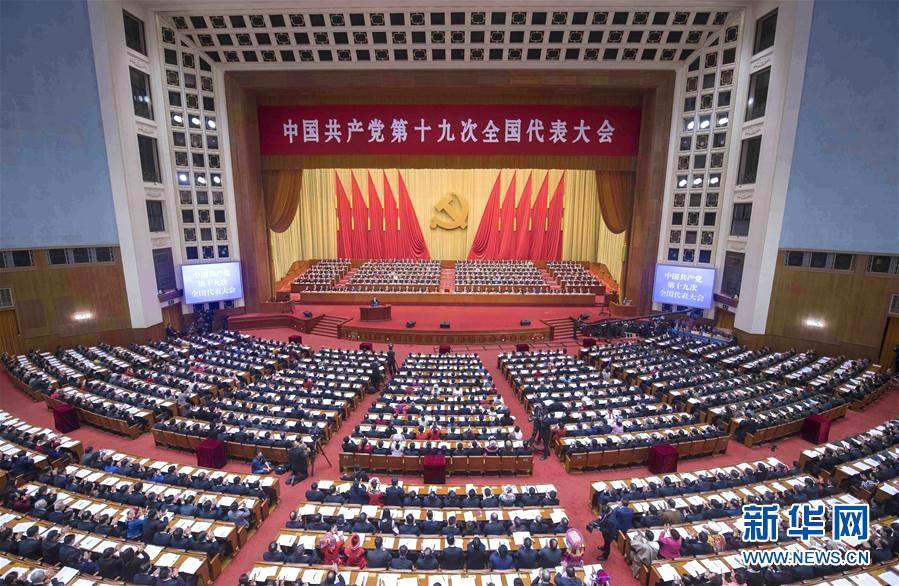 中国共产党第十九次全国代表大会
中国共产党
第十九次
全国代表大会
中国共产党
第十九次
全国代表大会
新华网
WWW.NEWS.CN